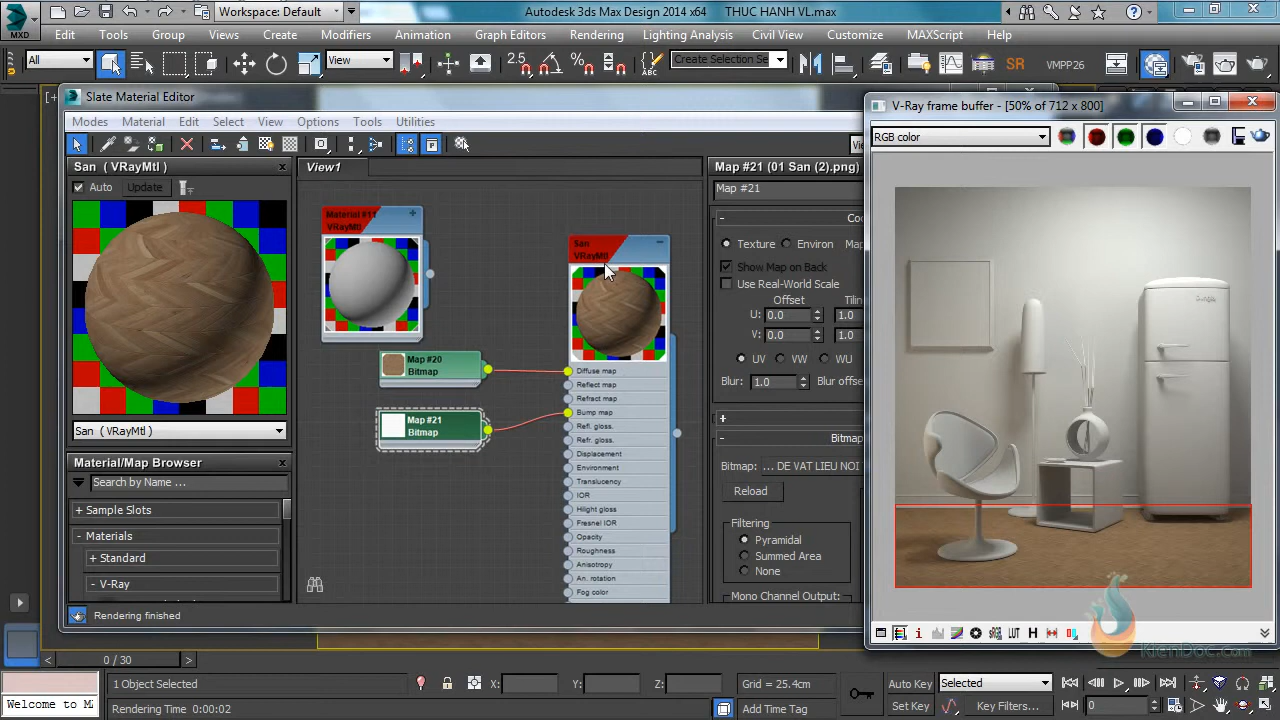 Workspace: Default
Autodesk 3ds Max Design 2014 x64
THUC HANH VL.max
MXD
Edit Tools Group Views Create Modifiers Animation Graph Editors Rendering Lighting Analysis Civil View Customize MAXScript Help
All
View
2.5
Create Selection Se
SR
VMPP26
Slate Material Editor
Modes Material Edit Select View Options Tools Utilities
San ( VRayMtl )
Auto
Update
San ( VRayMtl )
Material/Map Browser
Search by Name ...
+ Sample Slots
- Materials
+ Standard
- V-Ray
Rendering finished
View1
Material #11
VRayMtl
Map #20
Bitmap
Map #21
Bitmap
San
VRayMtl
Diffuse map
Reflect map
Refract map
Bump map
Refl. gloss.
Refr. gloss.
Displacement
Environment
Translucency
IOR
Hilight gloss
Fresnel IOR
Opacity
Roughness
Anisotropy
An. rotation
Fog color
Map #21 (01 San (2).png)
Map #21
Texture Environ Map
Show Map on Back
Use Real-World Scale
Offset
U: 0.0 1.0
V: 0.0 1.0
UV VW WU
Blur: 1.0 Blur offse
Bitmap: ... DE VAT LIEU NOI
Reload
Filtering
Pyramidal
Summed Area
None
Mono Channel Output:
V-Ray frame buffer - [50% of 712 x 800]
RGB color
LUT
H
KienDoc.com
0 / 30
1 Object Selected
X: Y: Z:
Grid = 25.4cm
Auto Key
Selected
Welcome to M
Rendering Time 0:00:02
Add Time Tag
Set Key
Key Filters...
0